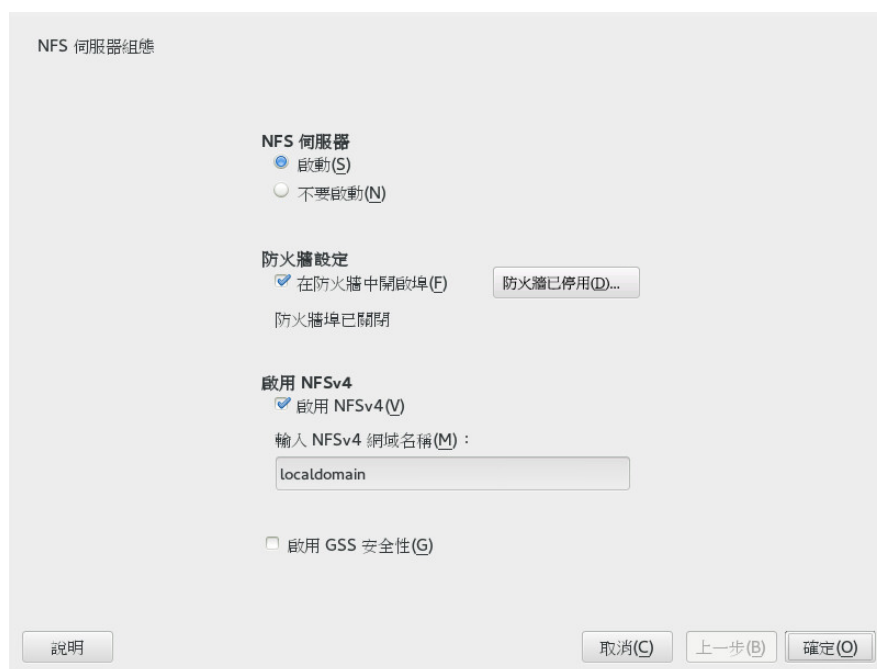 NFS 伺服器組態
NFS 伺服器
啟動(S)
不要啟動(N)
防火牆設定
在防火牆中開啟埠(F)
防火牆已停用(D)...
防火牆埠已關閉
啟用 NFSv4
啟用 NFSv4(V)
輸入 NFSv4 網域名稱(M)：
localdomain
啟用 GSS 安全性(G)
說明
取消(C)
上一步(B)
確定(O)